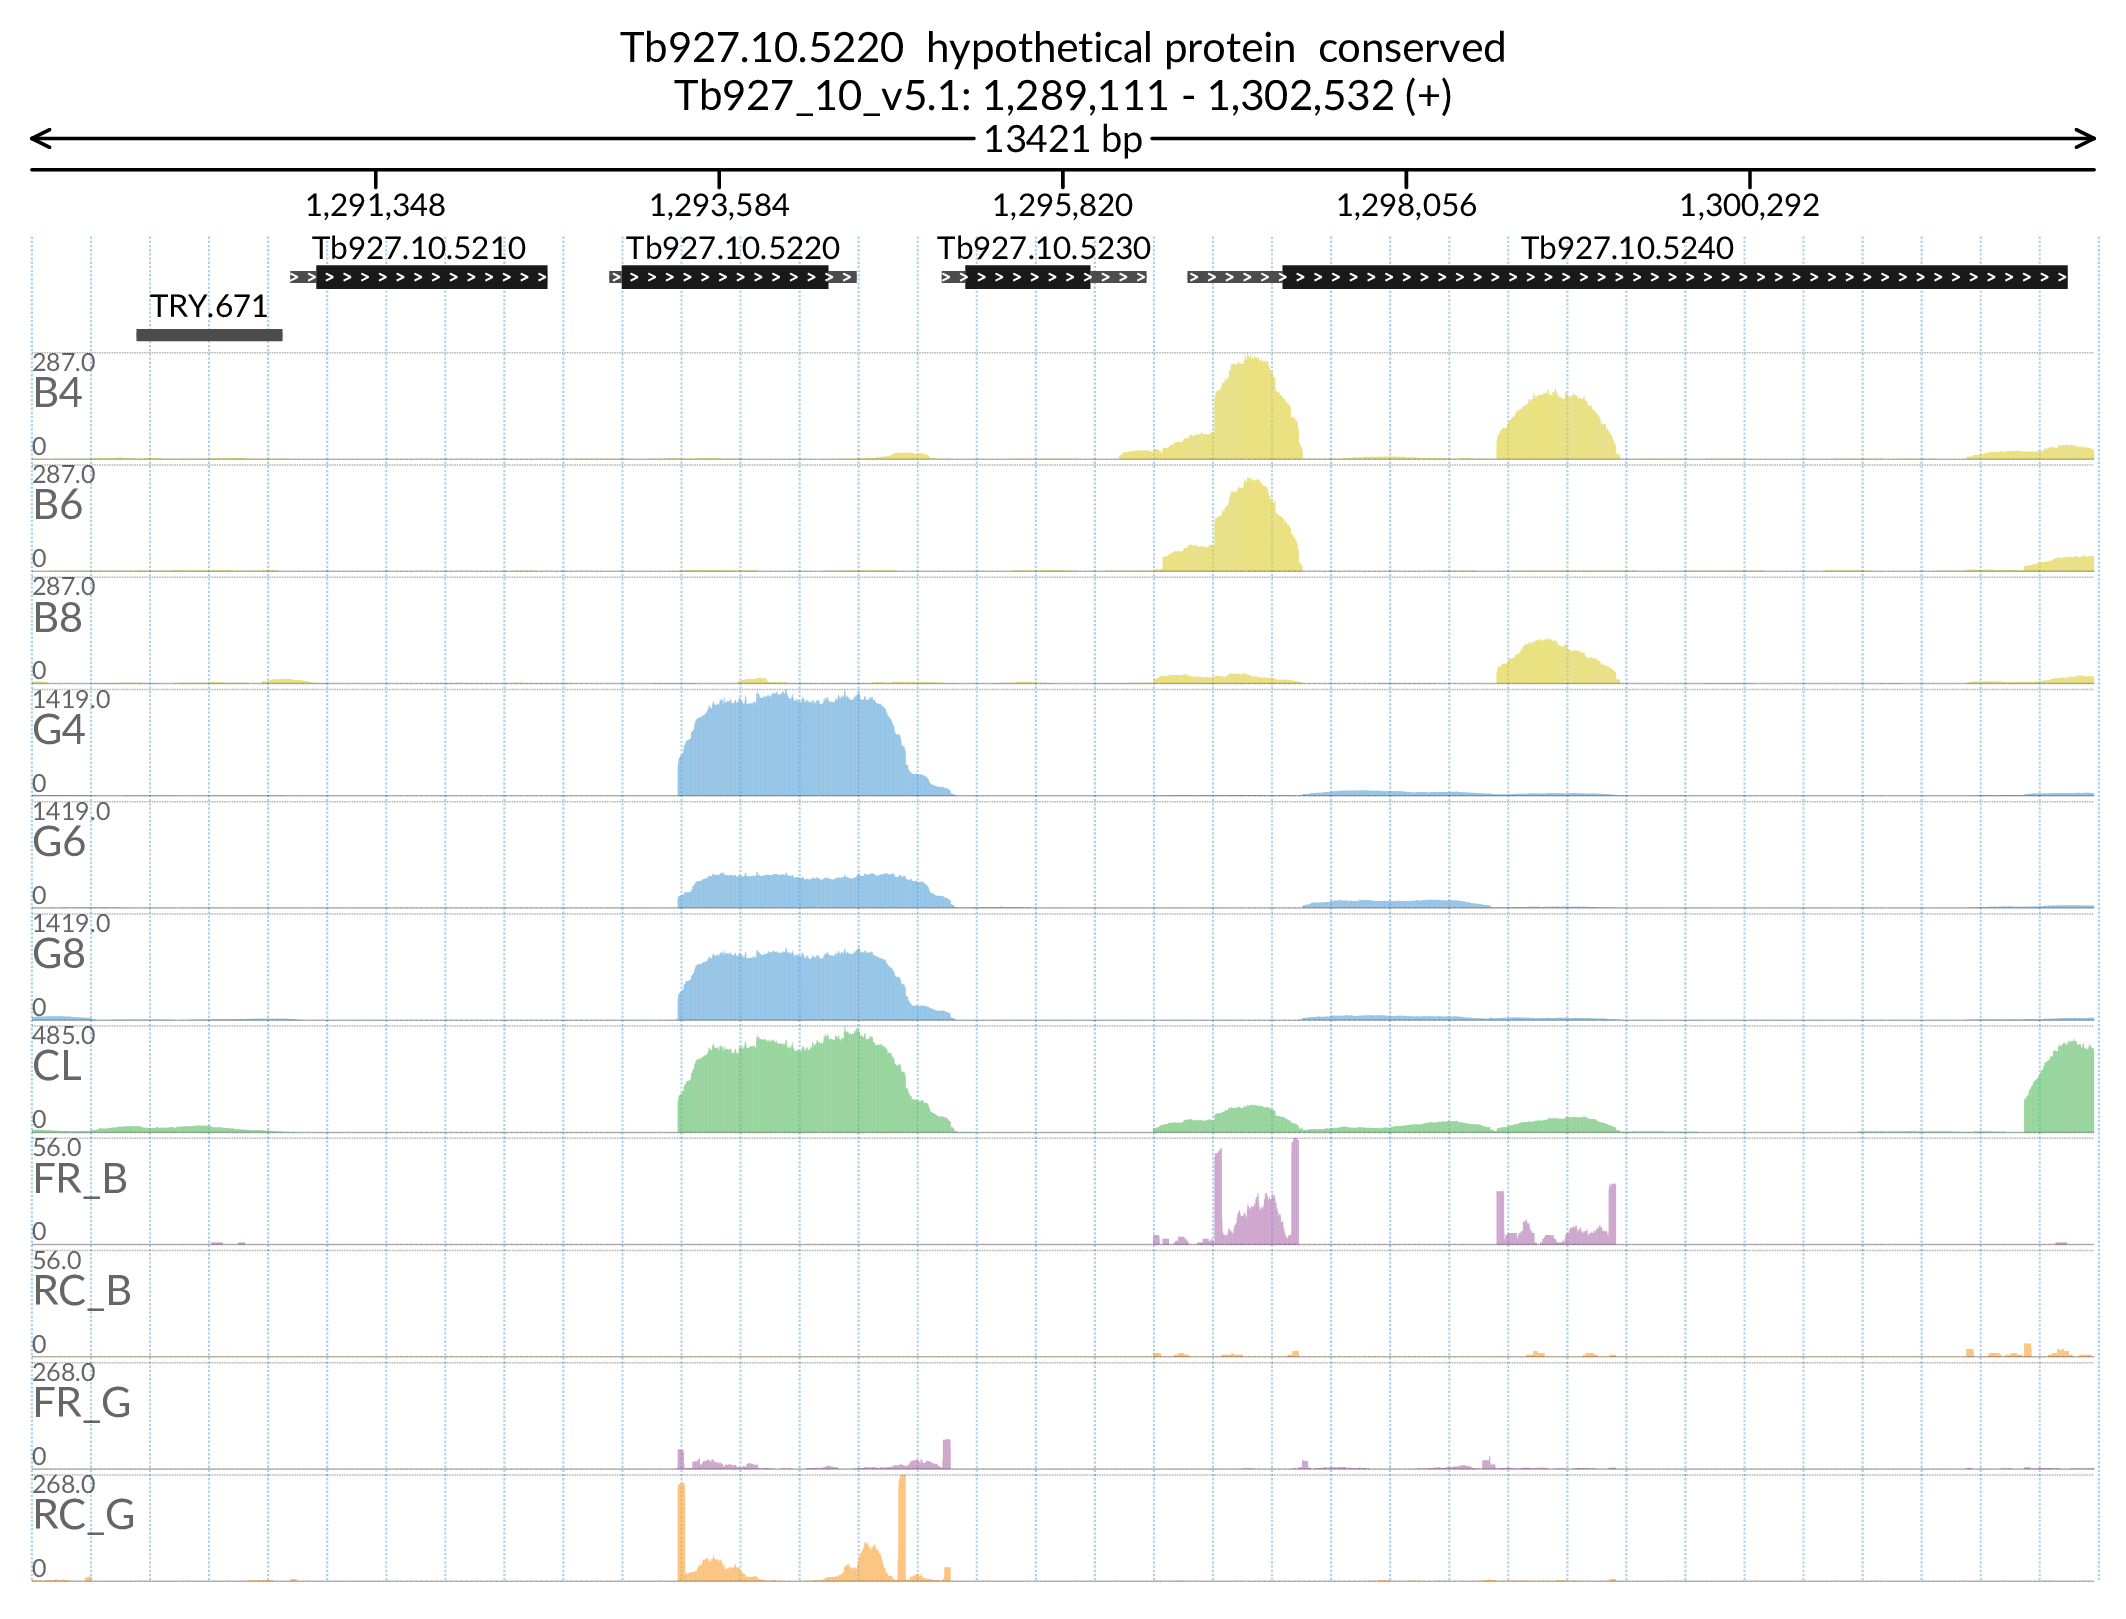 Tb927.10.5220  hypothetical protein  conserved
Tb927_10_v5.1: 1,289,111 - 1,302,532 (+)
13421 bp
1,291,348 1,293,584 1,295,820 1,298,056 1,300,292
Tb927.10.5210 Tb927.10.5220 Tb927.10.5230 Tb927.10.5240
TRY.671
287.0
B4
0
287.0
B6
0
287.0
B8
0
1419.0
G4
0
1419.0
G6
0
1419.0
G8
0
485.0
CL
0
56.0
FR_B
0
56.0
RC_B
0
268.0
FR_G
0
268.0
RC_G
0